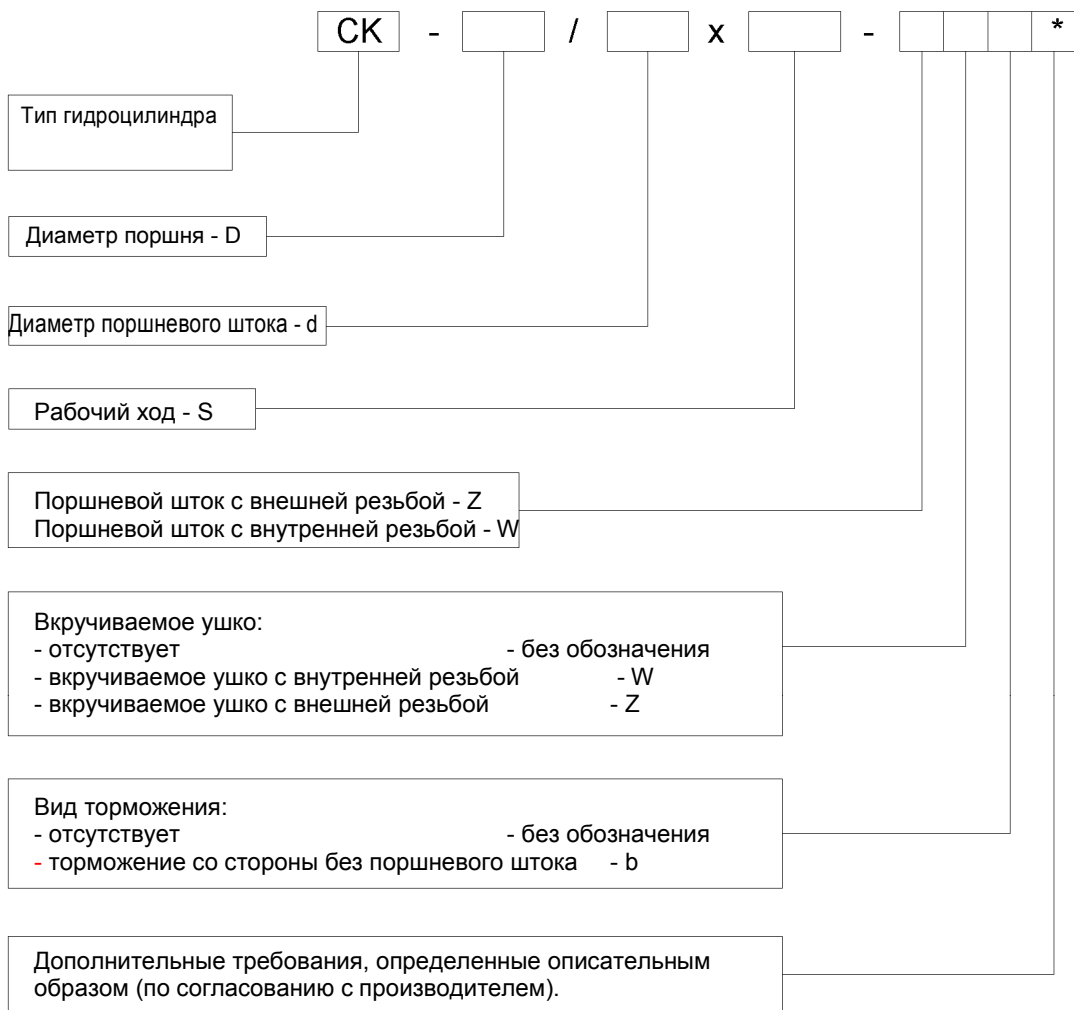 CK - / x - *
Тип гидроцилиндра
Диаметр поршня - D
Диаметр поршневого штока - d
Рабочий ход - S
Поршневой шток с внешней резьбой - Z
Поршневой шток с внутренней резьбой - W
Вкручиваемое ушко:
- отсутствует - без обозначения
- вкручиваемое ушко с внутренней резьбой - W
- вкручиваемое ушко с внешней резьбой - Z
Вид торможения:
- отсутствует - без обозначения
- торможение со стороны без поршневого штока - b
Дополнительные требования, определенные описательным
образом (по согласованию с производителем).